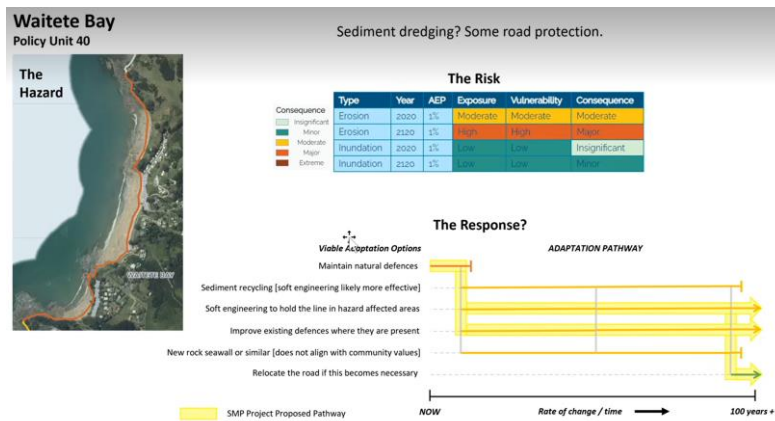 Waitete Bay
Policy Unit 40
Sediment dredging? Some road protection.
The
Hazard
WAITETE BAY
The Risk
Consequence
Insignificant
Minor
Moderate
Major
Extreme
Type Year AEP Exposure Vulnerability Consequence
Erosion 2020 1% Moderate Moderate Moderate
Erosion 2120 1% High High Major
Inundation 2020 1% Low Low Insignificant
Inundation 2120 1% Low Low Minor
The Response?
Viable Adaptation Options ADAPTATION PATHWAY
Maintain natural defences
Sediment recycling [soft engineering likely more effective]
Soft engineering to hold the line in hazard affected areas
Improve existing defences where they are present
New rock seawall or similar [does not align with community values]
Relocate the road if this becomes necessary
SMP Project Proposed Pathway
NOW Rate of change / time 100 years +